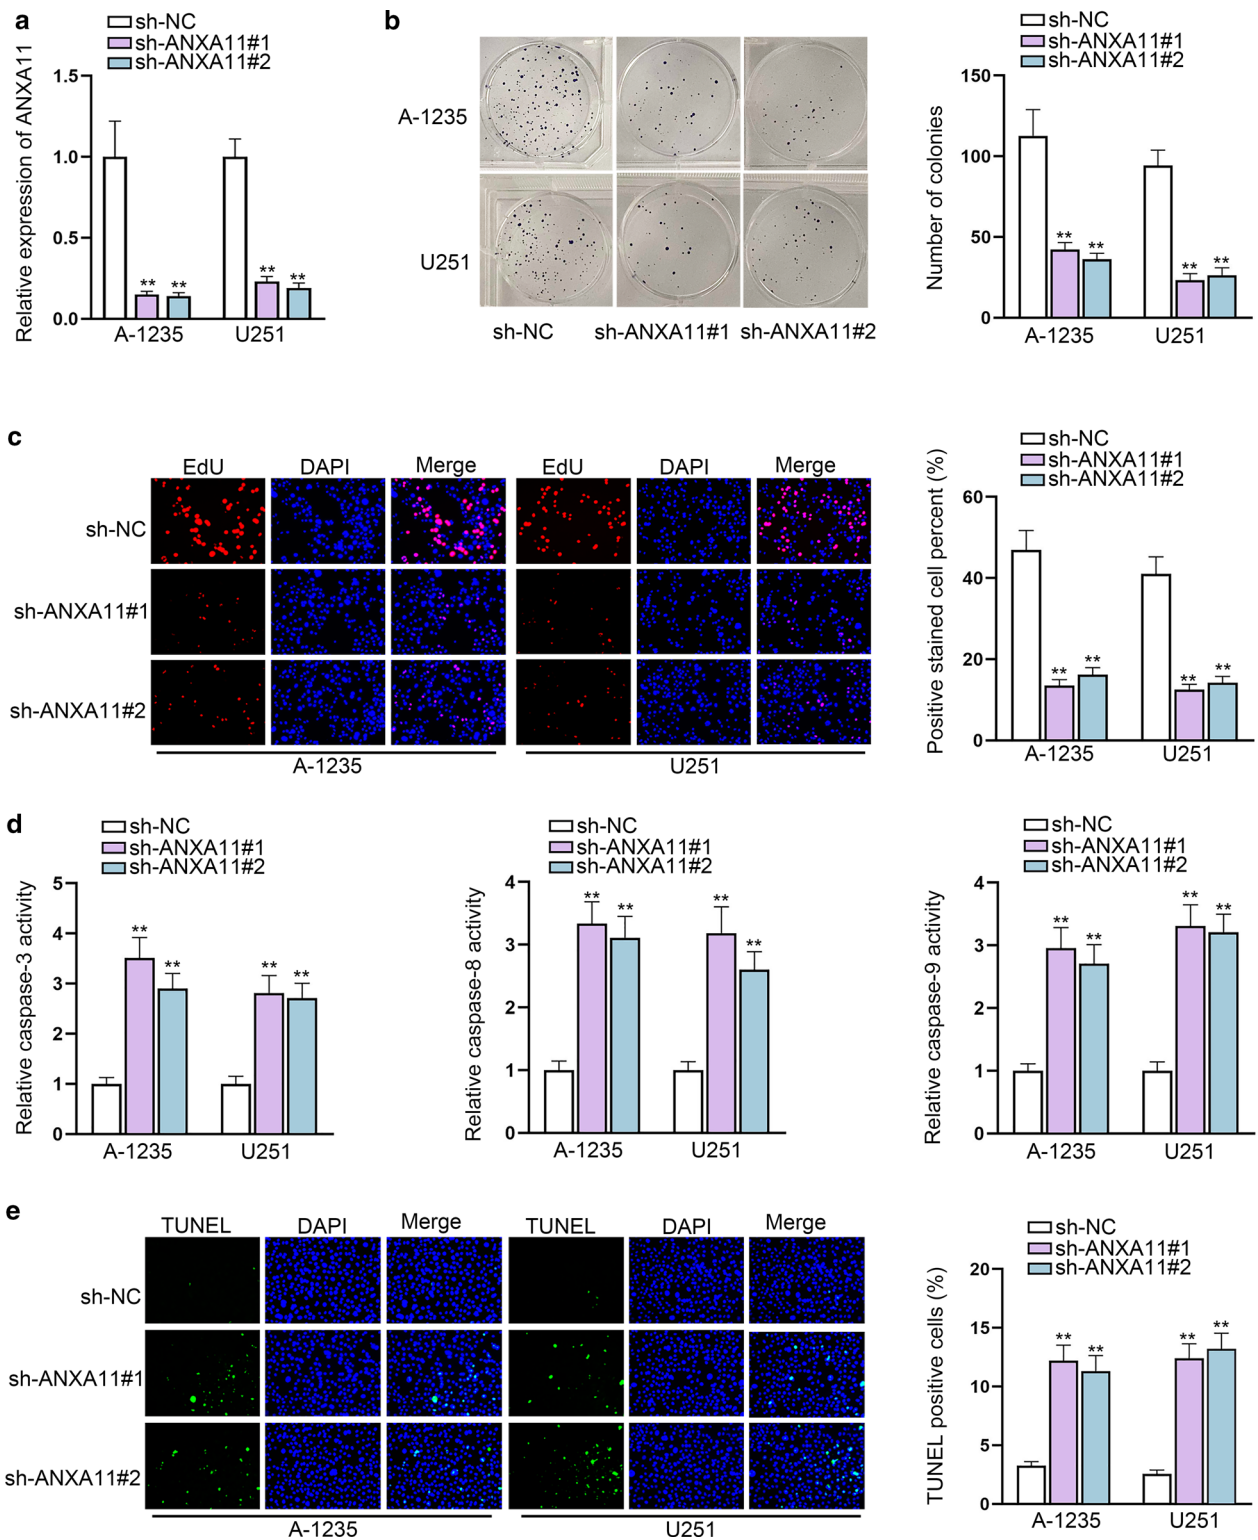 a
sh-NC
sh-ANXA11#1
sh-ANXA11#2
Relative expression of ANXA11
1.5
1.0
0.5
0.0
** ** ** **
A-1235 U251
b
A-1235
U251
sh-NC sh-ANXA11#1 sh-ANXA11#2
sh-NC
sh-ANXA11#1
sh-ANXA11#2
Number of colonies
150
100
50
0
** ** ** **
A-1235 U251
c
EdU DAPI Merge EdU DAPI Merge
sh-NC
sh-ANXA11#1
sh-ANXA11#2
A-1235 U251
sh-NC
sh-ANXA11#1
sh-ANXA11#2
Positive stained cell percent (%)
60
40
20
0
** ** ** **
A-1235 U251
d
sh-NC
sh-ANXA11#1
sh-ANXA11#2
Relative caspase-3 activity
5
4
3
2
1
0
** ** ** **
A-1235 U251
sh-NC
sh-ANXA11#1
sh-ANXA11#2
Relative caspase-8 activity
4
3
2
1
0
** ** ** **
A-1235 U251
sh-NC
sh-ANXA11#1
sh-ANXA11#2
Relative caspase-9 activity
4
3
2
1
0
** ** ** **
A-1235 U251
e
TUNEL DAPI Merge TUNEL DAPI Merge
sh-NC
sh-ANXA11#1
sh-ANXA11#2
A-1235 U251
sh-NC
sh-ANXA11#1
sh-ANXA11#2
TUNEL positive cells (%)
20
15
10
5
0
** ** ** **
A-1235 U251